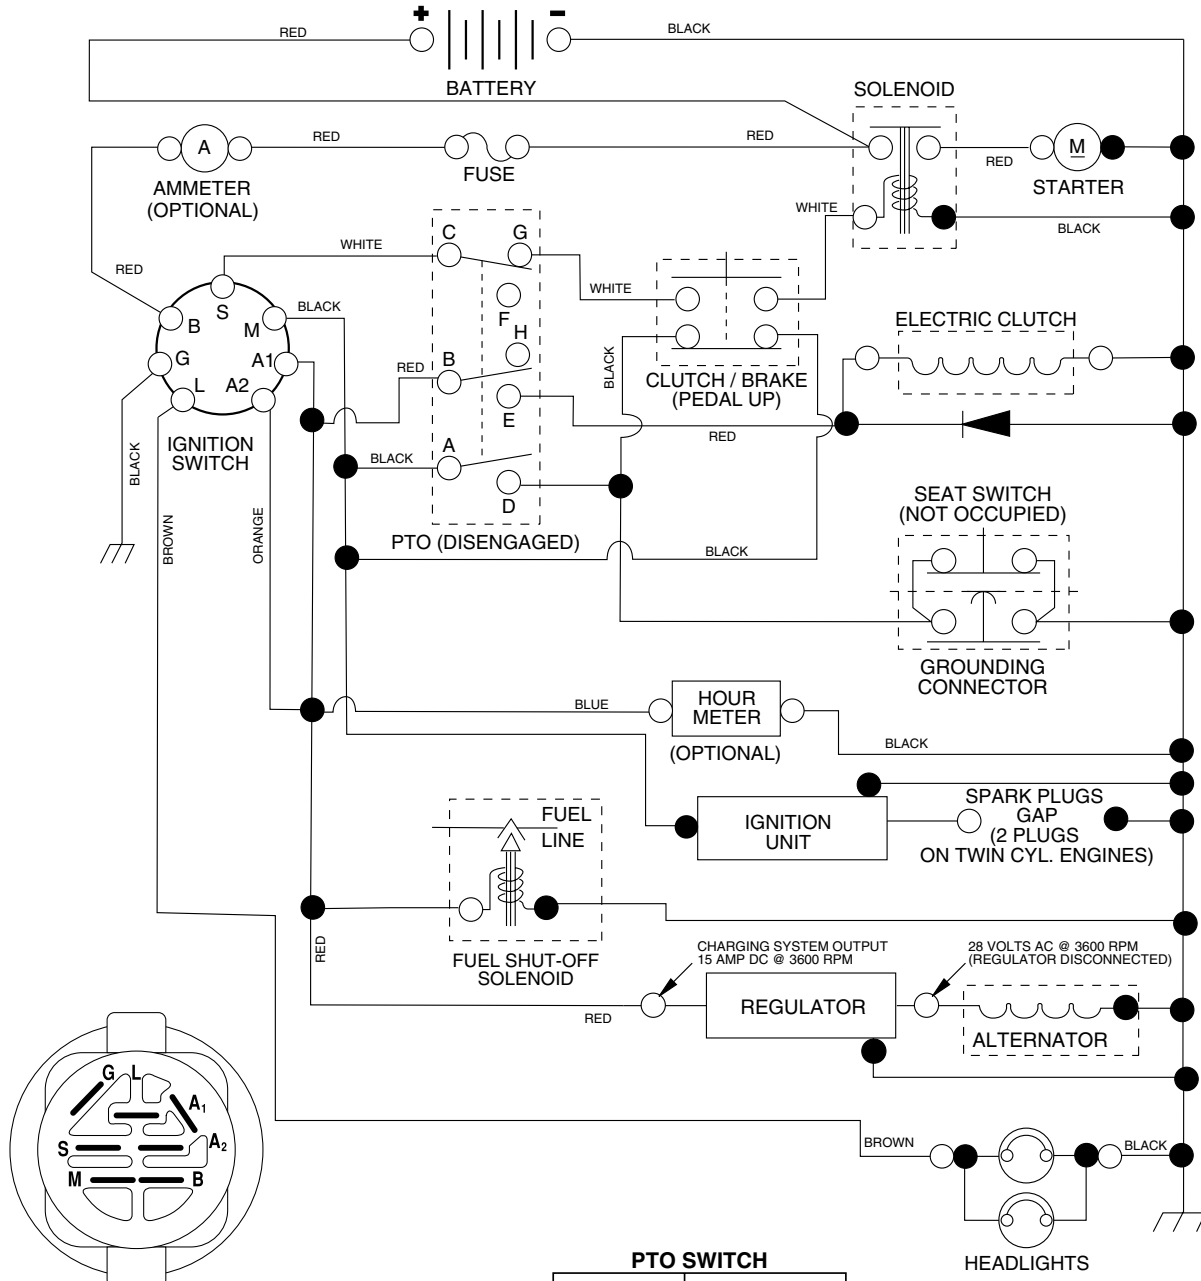 + -
RED
BLACK
BATTERY
SOLENOID
A
RED
RED
RED
M
AMMETER
(OPTIONAL)
FUSE
STARTER
WHITE
BLACK
RED
WHITE
C
G
WHITE
S
B
M
BLACK
F
H
ELECTRIC CLUTCH
G
A1
RED
B
BLACK
CLUTCH / BRAKE
(PEDAL UP)
L
A2
E
RED
IGNITION
SWITCH
BLACK
A
BLACK
D
SEAT SWITCH
(NOT OCCUPIED)
BROWN
ORANGE
PTO (DISENGAGED)
BLACK
GROUNDING
CONNECTOR
BLUE
HOUR
METER
(OPTIONAL)
BLACK
FUEL
LINE
IGNITION
UNIT
SPARK PLUGS
GAP
(2 PLUGS
ON TWIN CYL. ENGINES)
RED
FUEL SHUT-OFF
SOLENOID
CHARGING SYSTEM OUTPUT
15 AMP DC @ 3600 RPM
28 VOLTS AC @ 3600 RPM
(REGULATOR DISCONNECTED)
RED
REGULATOR
ALTERNATOR
G L
A1
S
A2
M
B
BROWN
BLACK
HEADLIGHTS
PTO SWITCH